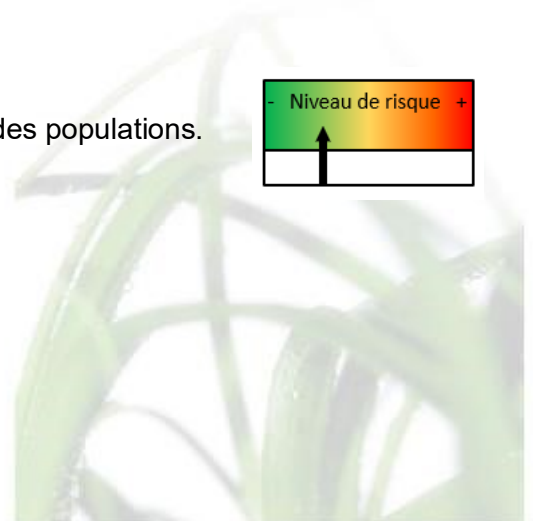 - Niveau de risque +
des populations.